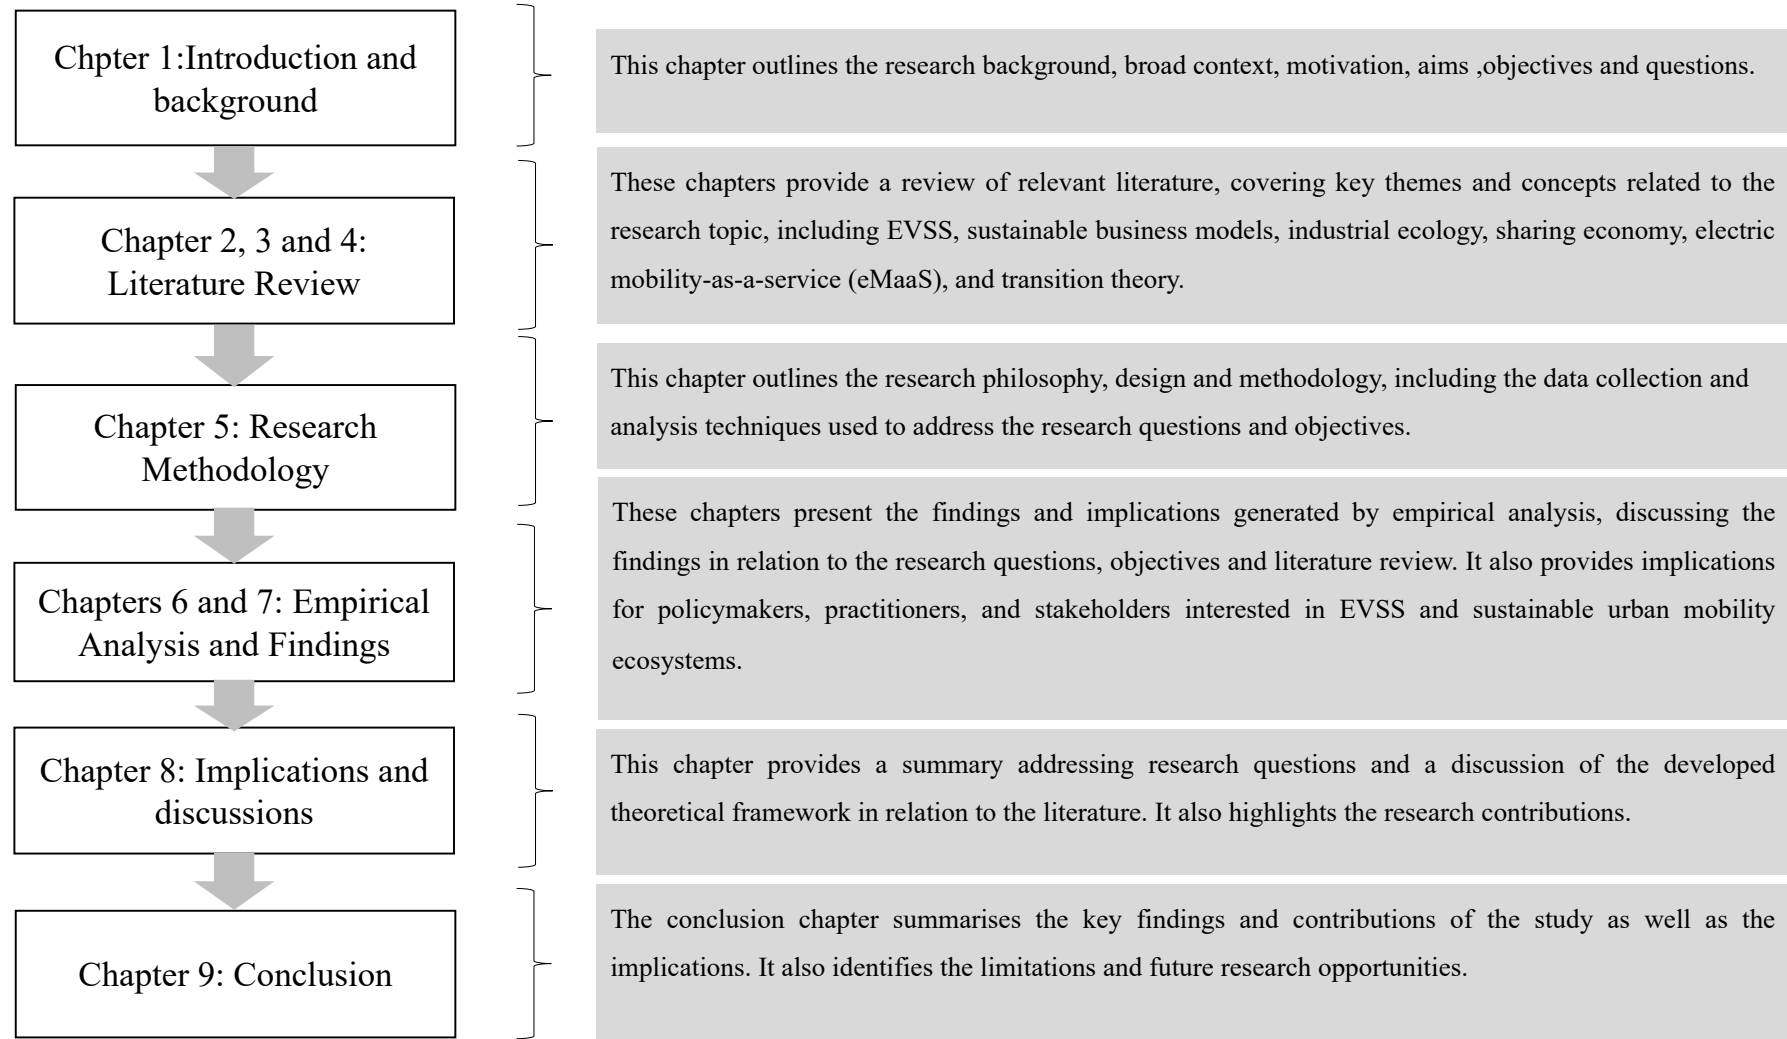 Chpter 1:Introduction and
background
This chapter outlines the research background, broad context, motivation, aims ,objectives and questions.
Chapter 2, 3 and 4:
Literature Review
These chapters provide a review of relevant literature, covering key themes and concepts related to the
research topic, including EVSS, sustainable business models, industrial ecology, sharing economy, electric
mobility-as-a-service (eMaaS), and transition theory.
Chapter 5: Research
Methodology
This chapter outlines the research philosophy, design and methodology, including the data collection and
analysis techniques used to address the research questions and objectives.
Chapters 6 and 7: Empirical
Analysis and Findings
These chapters present the findings and implications generated by empirical analysis, discussing the
findings in relation to the research questions, objectives and literature review. It also provides implications
for policymakers, practitioners, and stakeholders interested in EVSS and sustainable urban mobility
ecosystems.
Chapter 8: Implications and
discussions
This chapter provides a summary addressing research questions and a discussion of the developed
theoretical framework in relation to the literature. It also highlights the research contributions.
Chapter 9: Conclusion
The conclusion chapter summarises the key findings and contributions of the study as well as the
implications. It also identifies the limitations and future research opportunities.